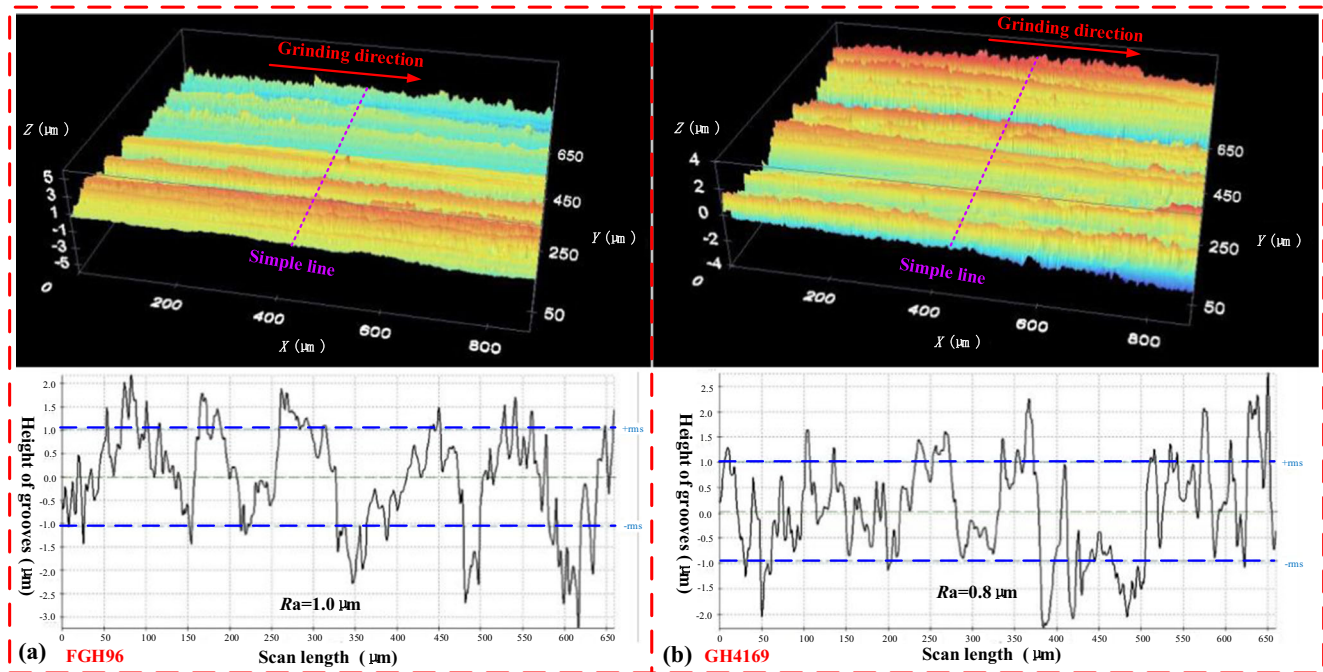 Grinding direction
Z (μm)
5
3
1
-1
-3
-5
0
200
400
600
800
X (μm)
650
450
250
50
Y (μm)
Simple line
Grinding direction
Z (μm)
4
2
0
-2
-4
0
200
400
600
800
X (μm)
650
450
250
50
Y (μm)
Simple line
Height of grooves (μm)
2.0
1.5
1.0
0.5
0.0
-0.5
-1.0
-1.5
-2.0
-2.5
-3.0
+rms
-rms
Ra=1.0 μm
0 50 100 150 200 250 300 350 400 450 500 550 600 650
(a) FGH96 Scan length (μm)
Height of grooves (μm)
2.5
2.0
1.5
1.0
0.5
0.0
-0.5
-1.0
-1.5
-2.0
+rms
-rms
Ra=0.8 μm
0 50 100 150 200 250 300 350 400 450 500 550 600 650
(b) GH4169 Scan length (μm)